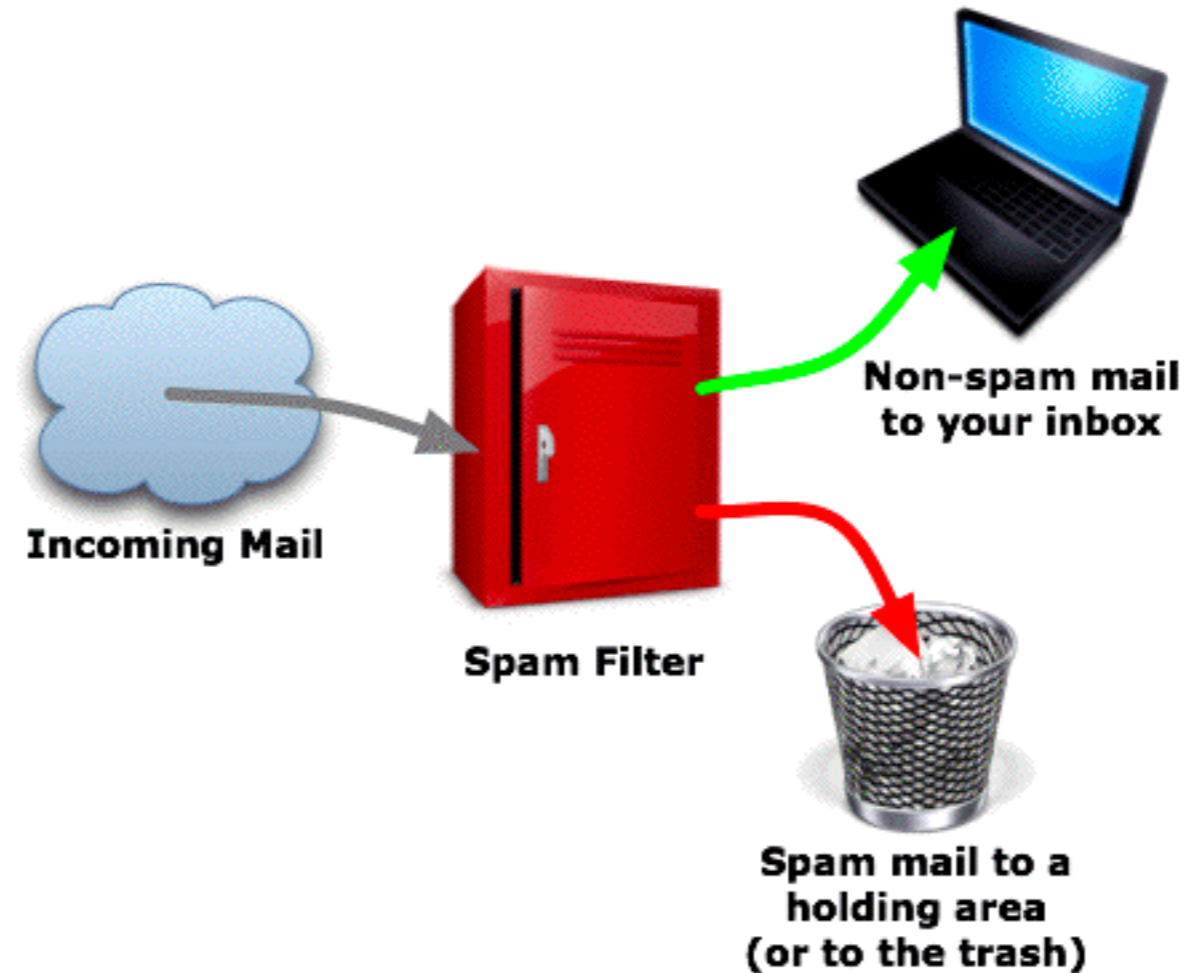 Incoming Mail
Spam Filter
Non-spam mail
to your inbox
Spam mail to a
holding area
(or to the trash)